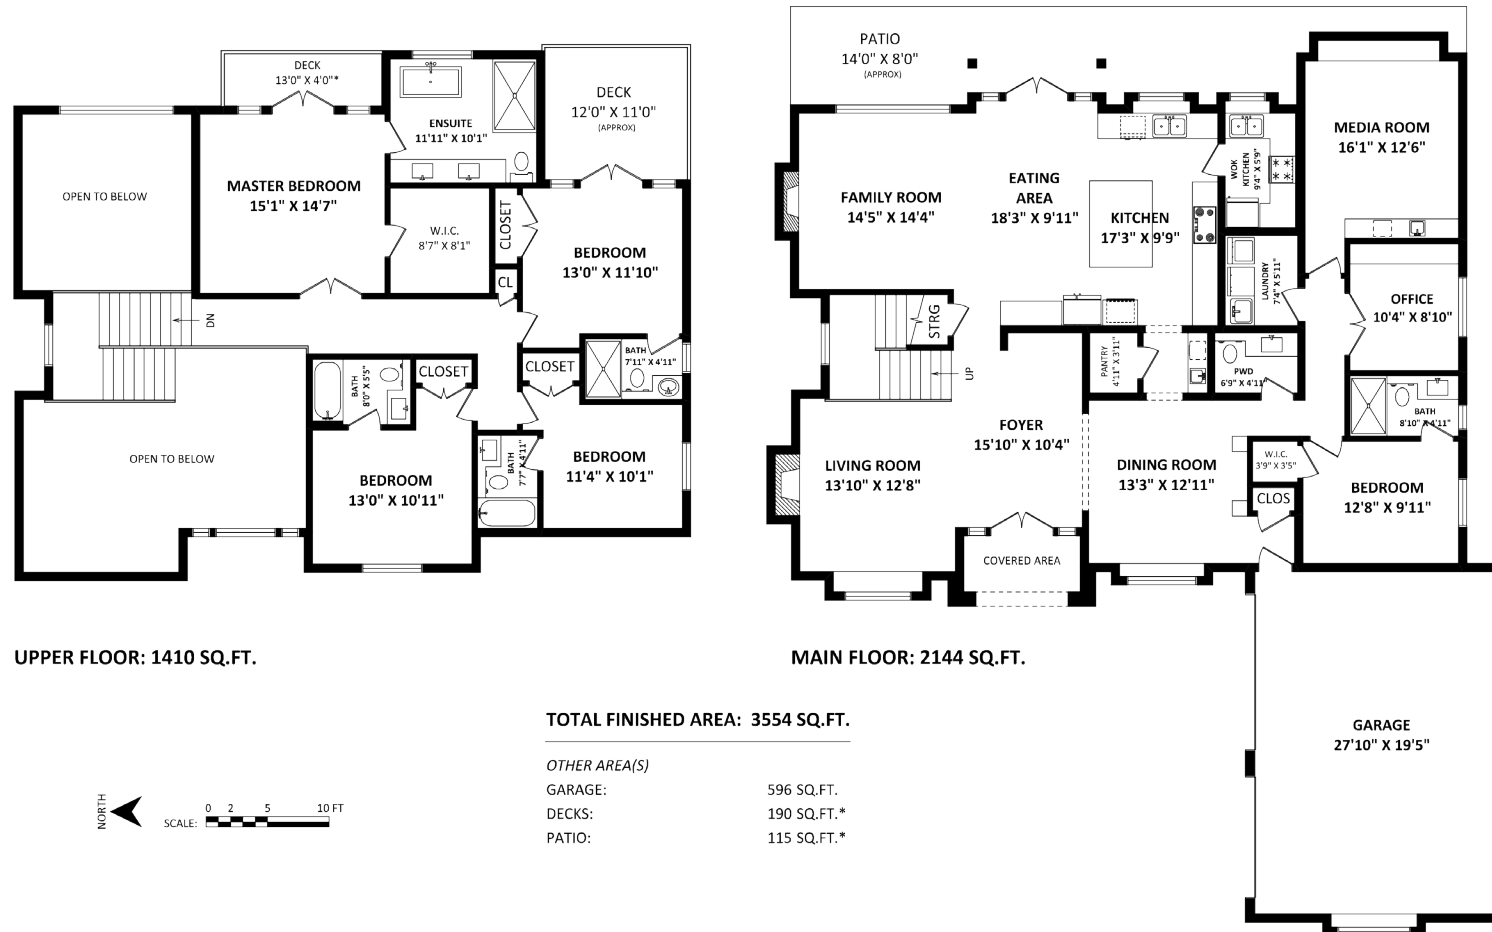 DECK
13'0" X 4'0"*
ENSUITE
11'11" X 10'1"
DECK
12'0" X 11'0"
(APPROX)
OPEN TO BELOW
MASTER BEDROOM
15'1" X 14'7"
W.I.C.
8'7" X 8'1"
CLOSET
BEDROOM
13'0" X 11'10"
CL
DN
BATH
7'11" X 4'11"
BATH
8'0" X 5'5"
CLOSET
CLOSET
OPEN TO BELOW
BEDROOM
13'0" X 10'11"
BATH
7'7" X 4'11"
BEDROOM
11'4" X 10'1"
UPPER FLOOR: 1410 SQ.FT.
PATIO
14'0" X 8'0"
(APPROX)
MEDIA ROOM
16'1" X 12'6"
WOK
KITCHEN
9'4" X 5'9"
FAMILY ROOM
14'5" X 14'4"
EATING
AREA
18'3" X 9'11"
KITCHEN
17'3" X 9'9"
LAUNDRY
7'4" X 5'11"
OFFICE
10'4" X 8'10"
STRG
UP
PANTRY
4'11" X 3'11"
PWD
6'9" X 4'11"
BATH
8'10" X 4'11"
FOYER
15'10" X 10'4"
LIVING ROOM
13'10" X 12'8"
DINING ROOM
13'3" X 12'11"
W.I.C.
3'9" X 3'5"
CLOS
BEDROOM
12'8" X 9'11"
COVERED AREA
MAIN FLOOR: 2144 SQ.FT.
GARAGE
27'10" X 19'5"
TOTAL FINISHED AREA: 3554 SQ.FT.
OTHER AREA(S)
GARAGE: 596 SQ.FT.
DECKS: 190 SQ.FT.*
PATIO: 115 SQ.FT.*
NORTH
SCALE: 0 2 5 10 FT